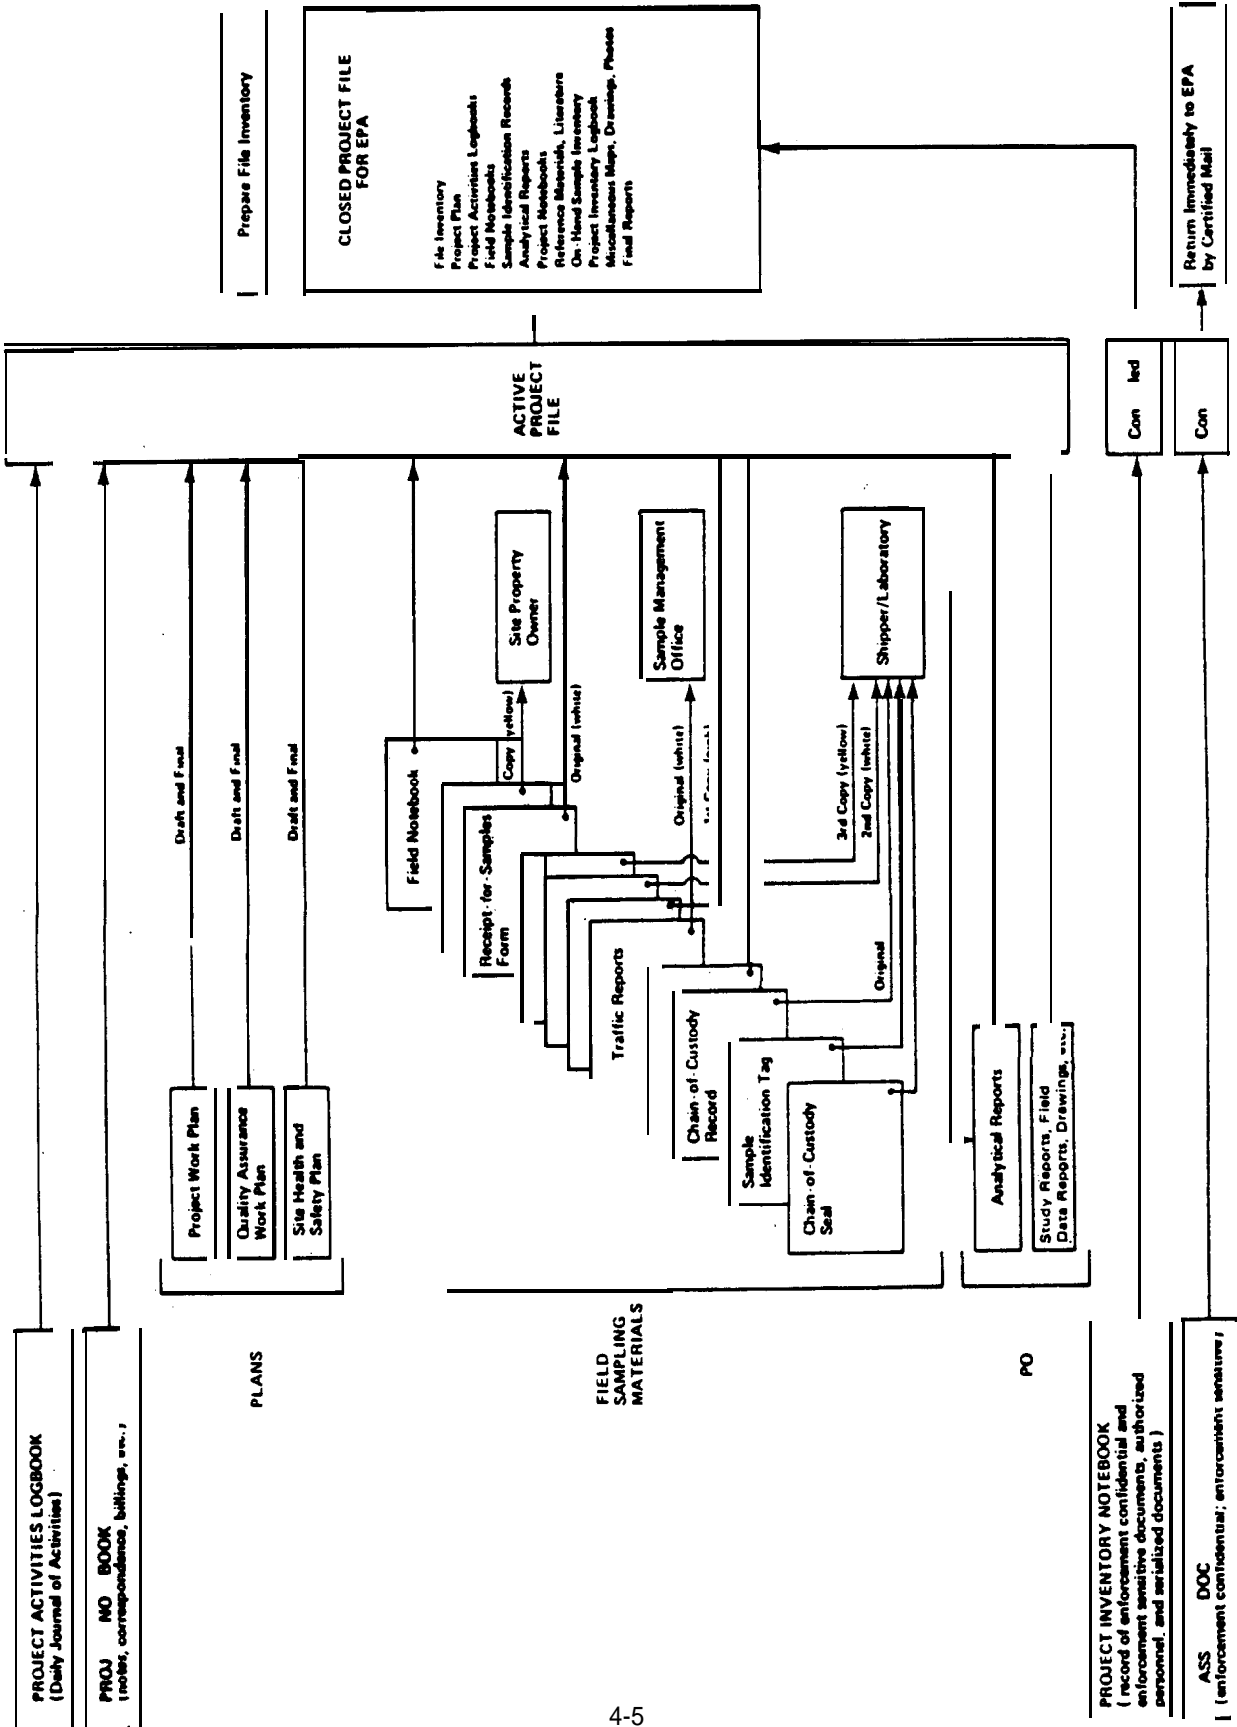 PROJECT ACTIVITIES LOGBOOK
(Daily Journal of Activities)
PROJ NO BOOK
(notes, correspondence, billings, etc.)
PLANS
Project Work Plan
Quality Assurance
Work Plan
Site Health and
Safety Plan
Draft and Final
Draft and Final
Draft and Final
FIELD
SAMPLING
MATERIALS
Field Notebook
Receipt-for-Samples
Form
Traffic Reports
Chain-of-Custody
Record
Sample
Identification Tag
Chain-of-Custody
Seal
Copy yellow)
Original (white)
Site Property
Owner
Original (white)
Sample Management
Office
3rd Copy (yellow)
2nd Copy (white)
Original
Shipper/Laboratory
PO
Analytical Reports
Study Reports, Field
Data Reports, Drawings, etc.
PROJECT INVENTORY NOTEBOOK
(record of enforcement confidential and
enforcement sensitive documents, authorized
personnel, and serialized documents)
ASS DOC
(enforcement confidential; enforcement sensitive;
ACTIVE
PROJECT
FILE
Con led
Con
Prepare File Inventory
CLOSED PROJECT FILE
FOR EPA
File Inventory
Project Plan
Project Activities Logbooks
Field Notebooks
Sample Identification Records
Analytical Reports
Project Notebooks
Reference Materials, Literature
On-Hand Sample Inventory
Project Inventory Logbook
Miscellaneous Maps, Drawings, Photos
Final Reports
Return Immediately to EPA
by Certified Mail
4-5